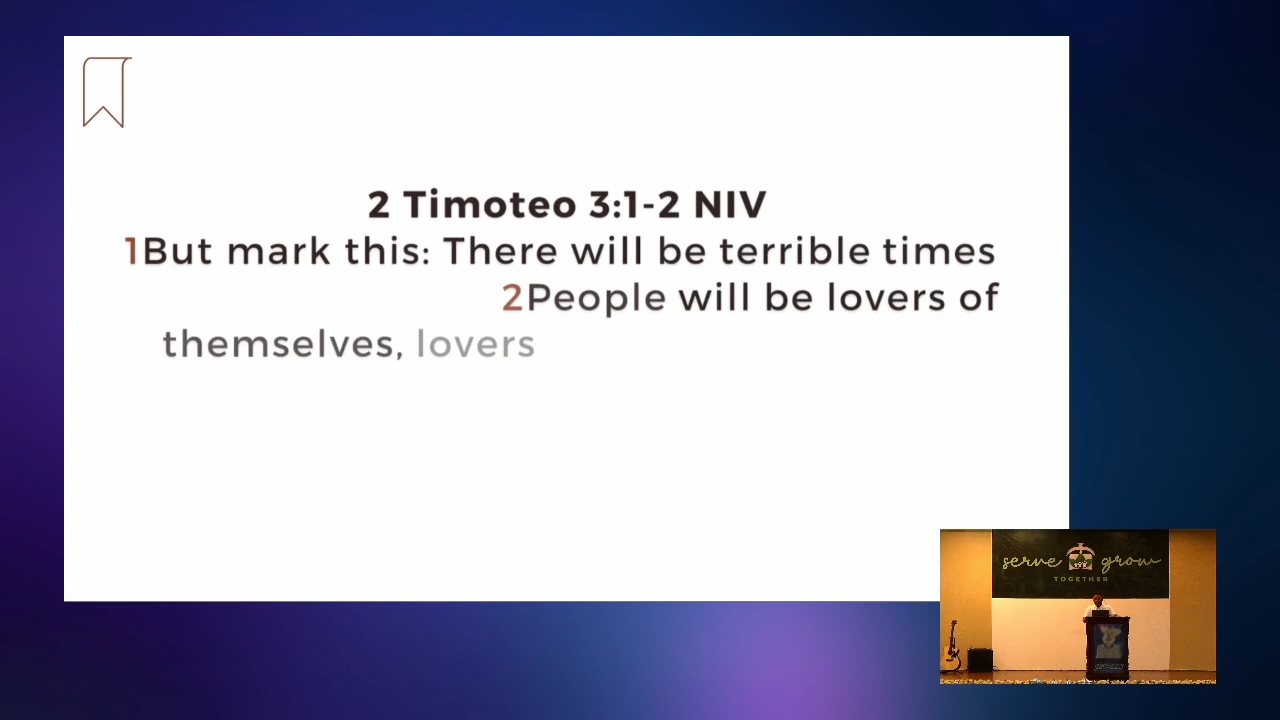 2 Timoteo 3:1-2 NIV
1But mark this: There will be terrible times
2People will be lovers of
themselves, lovers
serve grow
TOGETHER